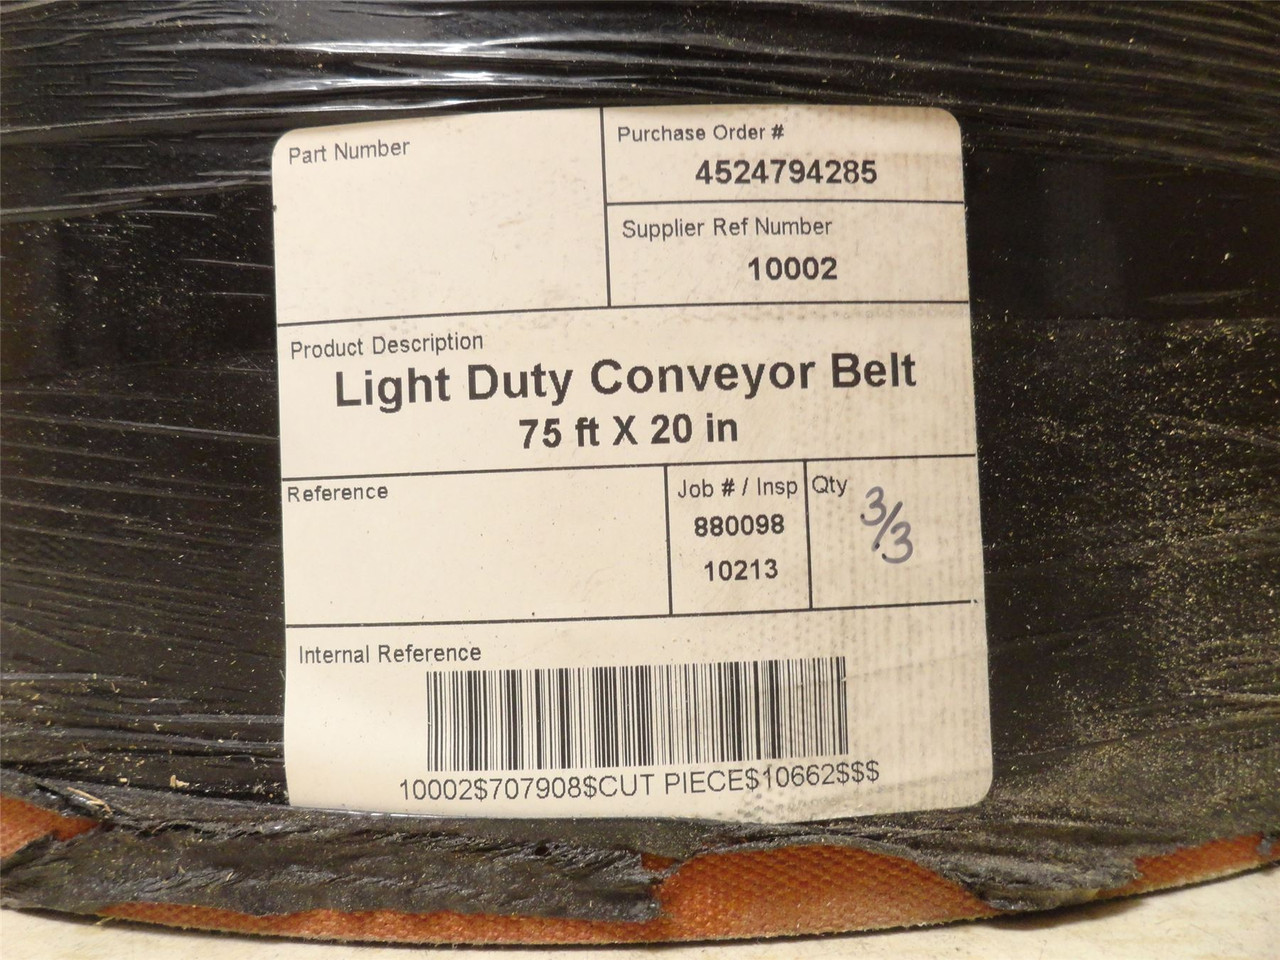 Part Number
Purchase Order #
4524794285
Supplier Ref Number
10002
Product Description
Light Duty Conveyor Belt
75 ft X 20 in
Reference
Job # / Insp
880098
10213
Qty
3/3
Internal Reference
10002$707908$CUT PIECE$10662$$$